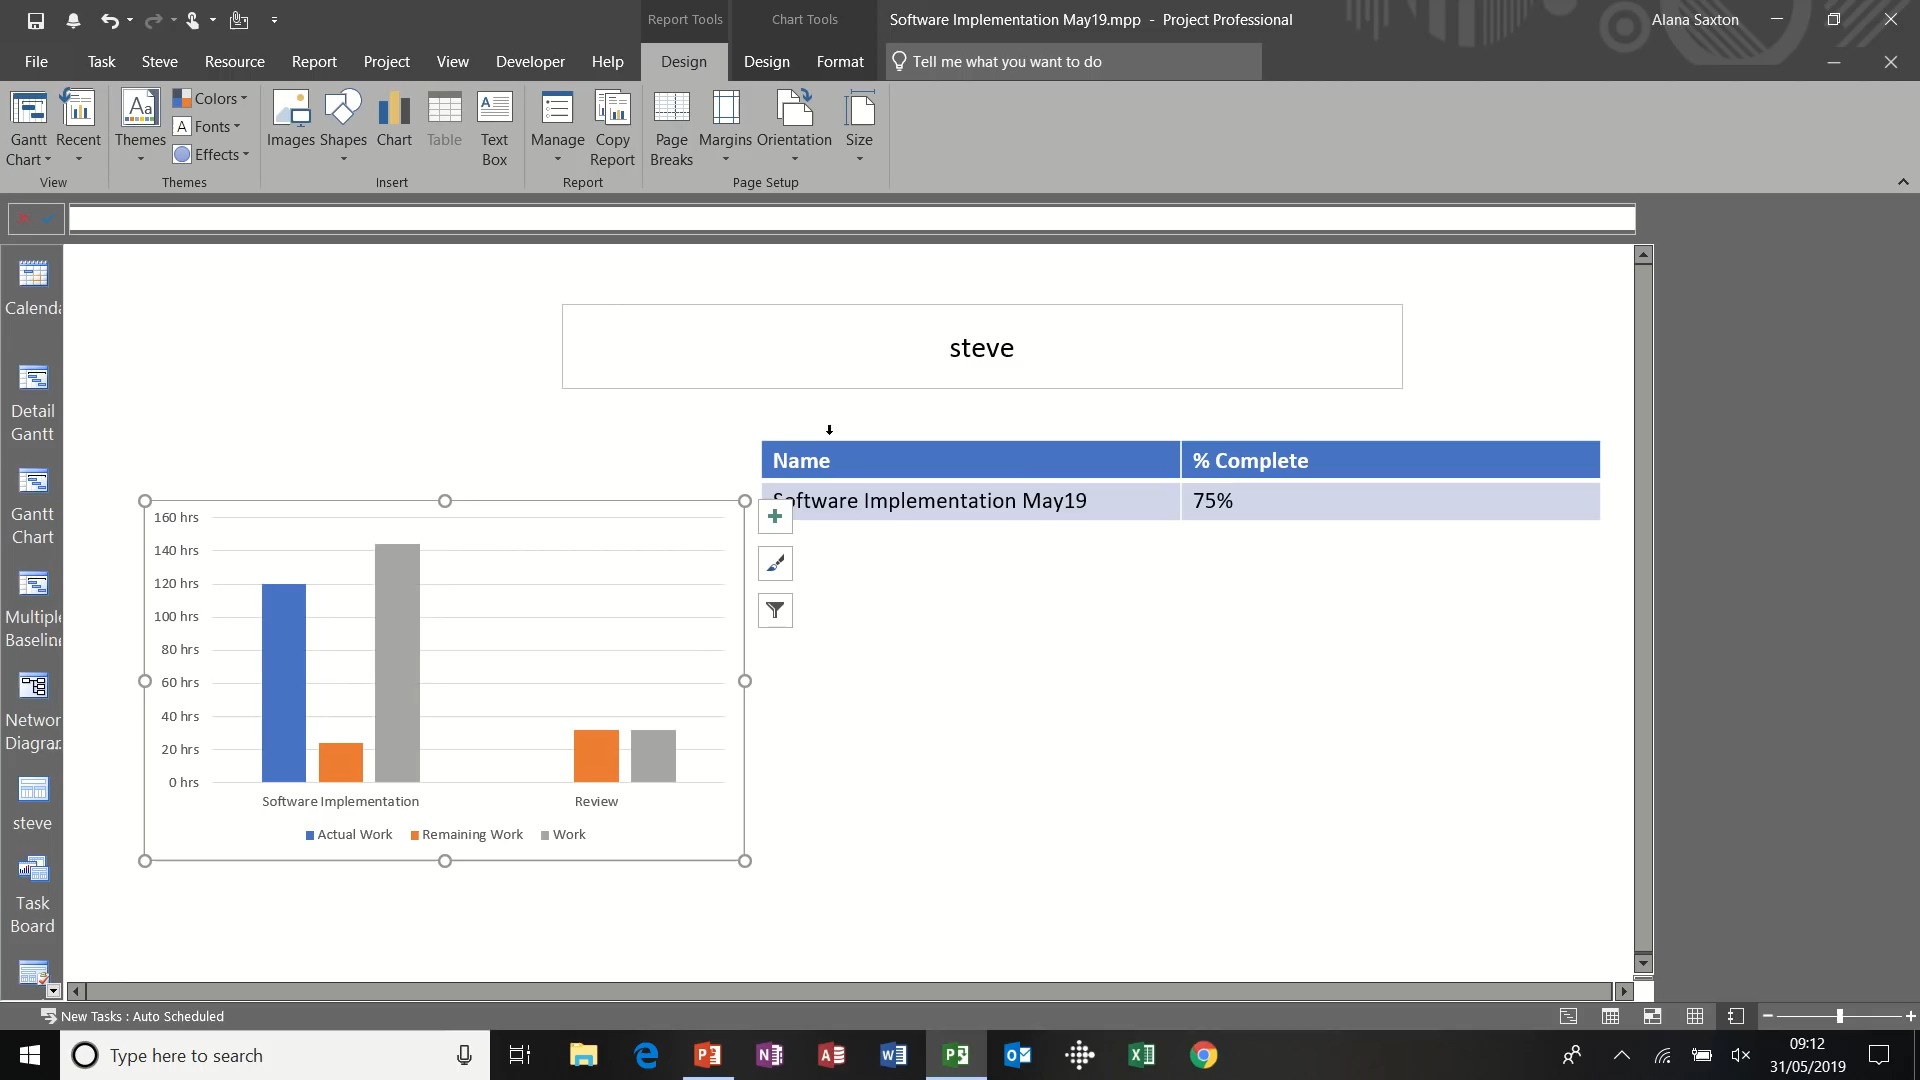 Report Tools
Chart Tools
Software Implementation May19.mpp - Project Professional
Alana Saxton
File
Task
Steve
Resource
Report
Project
View
Developer
Help
Design
Design
Format
Tell me what you want to do
Gantt
Chart
Recent
View
Aa
Themes
Colors
A Fonts
Effects
Themes
Images
Shapes
Chart
Table
A
Text
Box
Insert
Manage
Copy
Report
Report
Page
Breaks
Margins
Orientation
Size
Page Setup
Calenda
Detail
Gantt
Gantt
Chart
Multiple
Baselin
Networ
Diagrar
steve
Task
Board
steve
Name
% Complete
Software Implementation May19
75%
160 hrs
140 hrs
120 hrs
100 hrs
80 hrs
60 hrs
40 hrs
20 hrs
0 hrs
Software Implementation
Review
Actual Work
Remaining Work
Work
New Tasks : Auto Scheduled
Type here to search
09:12
31/05/2019